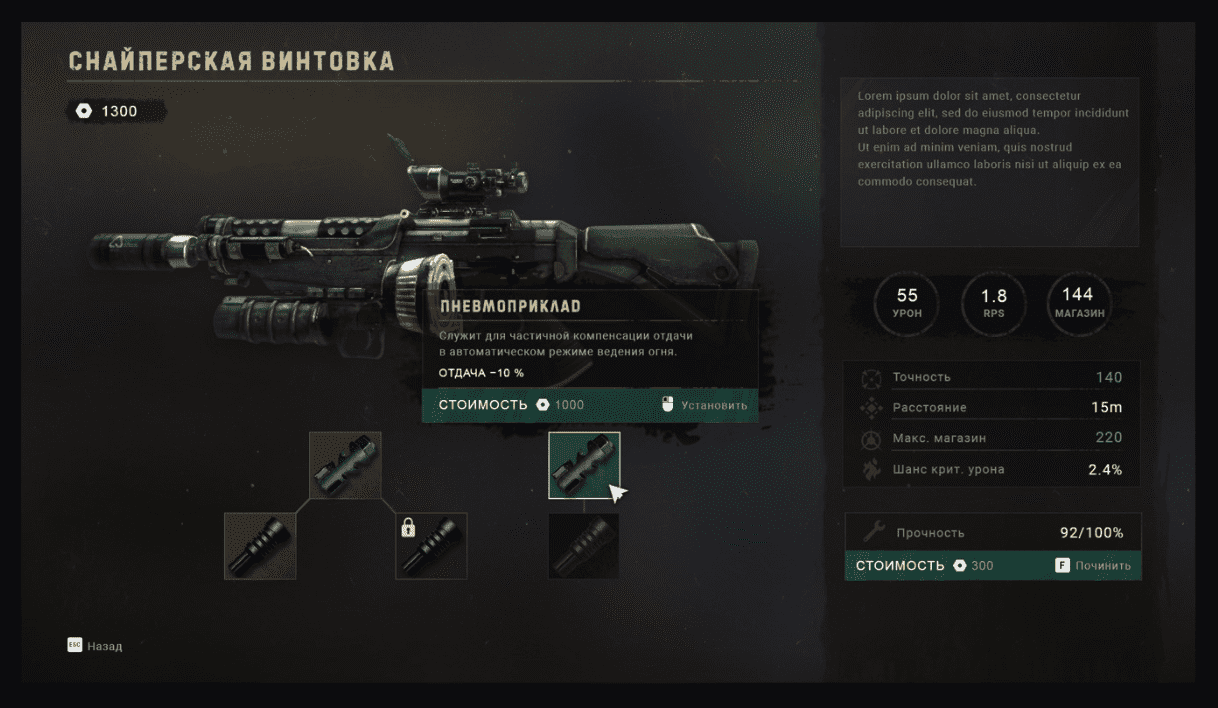 СНАЙПЕРСКАЯ ВИНТОВКА
1300
ПНЕВМОПРИКЛАД
Служит для частичной компенсации отдачи
в автоматическом режиме ведения огня.
ОТДАЧА −10 %
СТОИМОСТЬ 1000 Установить
ESC Назад
Lorem ipsum dolor sit amet, consectetur
adipiscing elit, sed do eiusmod tempor incididunt
ut labore et dolore magna aliqua.
Ut enim ad minim veniam, quis nostrud
exercitation ullamco laboris nisi ut aliquip ex ea
commodo consequat.
55 1.8 144
УРОН RPS МАГАЗИН
Точность 140
Расстояние 15m
Макс. магазин 220
Шанс крит. урона 2.4%
Прочность 92/100%
СТОИМОСТЬ 300 F Починить